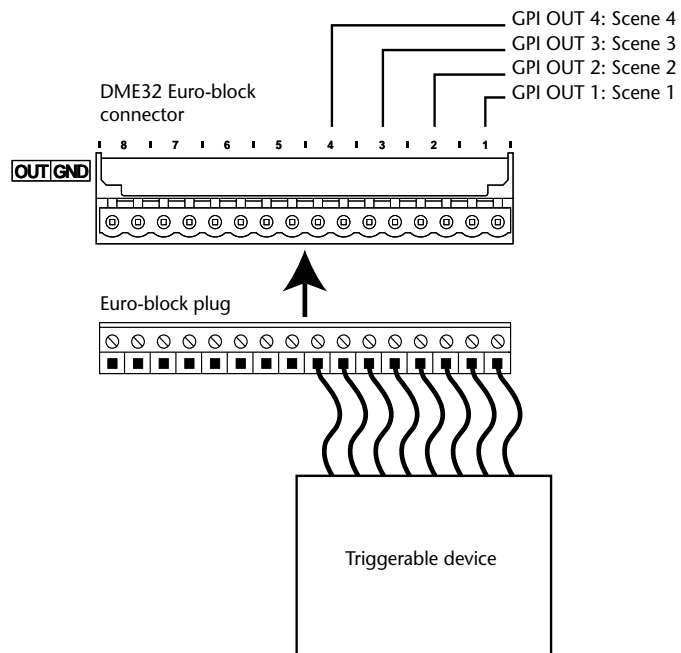 GPI OUT 4: Scene 4
GPI OUT 3: Scene 3
GPI OUT 2: Scene 2
GPI OUT 1: Scene 1
DME32 Euro-block
connector
8 7 6 5 4 3 2 1
OUT GND
Euro-block plug
Triggerable device